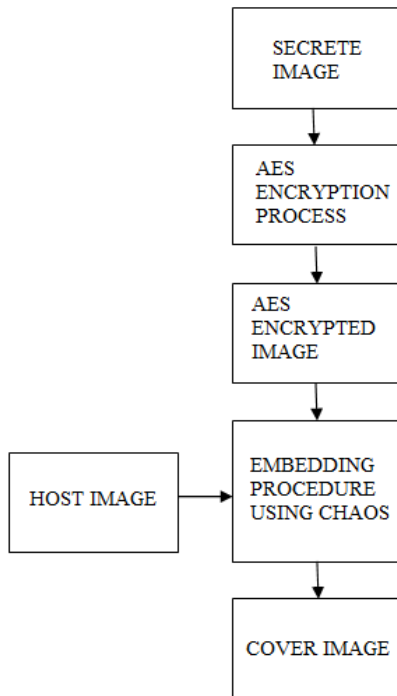 SECRETE
IMAGE
AES
ENCRYPTION
PROCESS
AES
ENCRYPTED
IMAGE
HOST IMAGE
EMBEDDING
PROCEDURE
USING CHAOS
COVER IMAGE